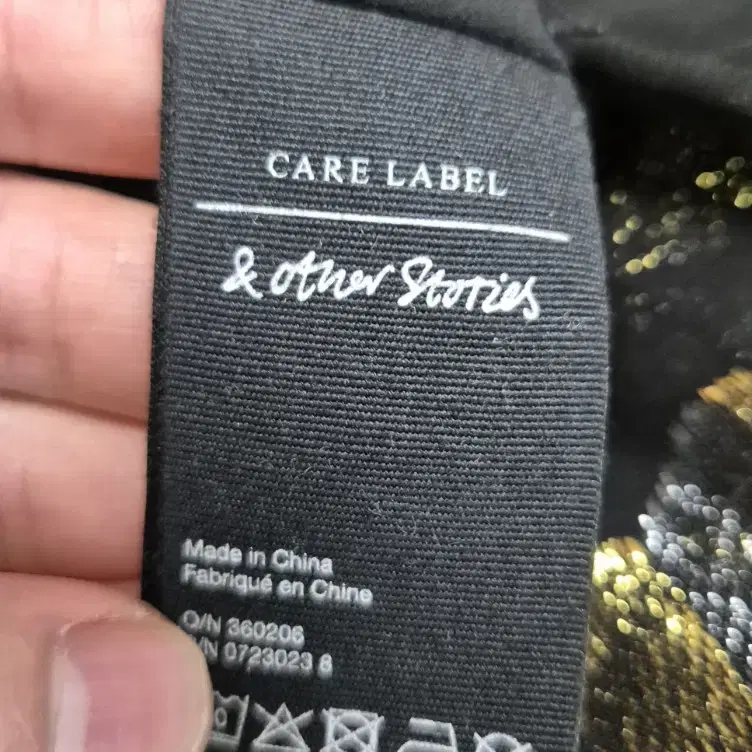 CARE LABEL
& other Stories
Made in China
Fabriqué en Chine
O/N 360206
/N 0723023 8